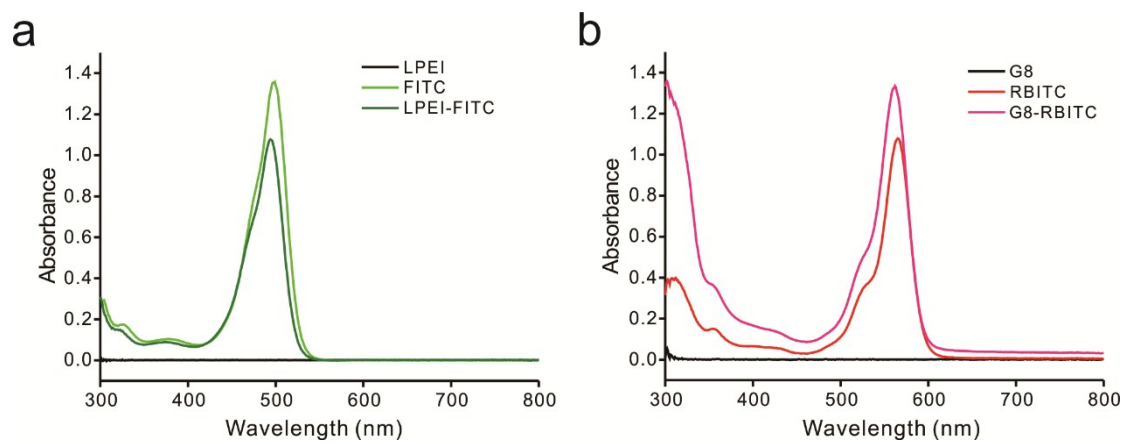 a
LPEI
FITC
LPEI-FITC
1.4
1.2
1.0
0.8
0.6
0.4
0.2
0.0
Absorbance
300 400 500 600 700 800
Wavelength (nm)
b
G8
RBITC
G8-RBITC
1.4
1.2
1.0
0.8
0.6
0.4
0.2
0.0
Absorbance
300 400 500 600 700 800
Wavelength (nm)